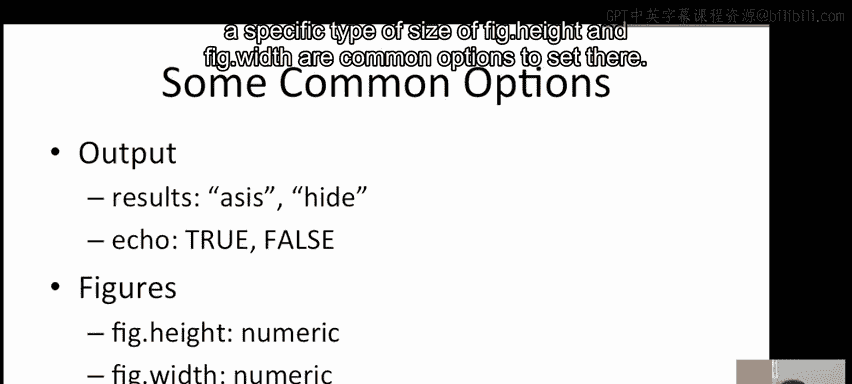 GPT中英字幕课程资源@bilibili.com
a specific type of size of fig.height and
fig.width are common options to set there.
Some Common Options
• Output
– results: “asis”, “hide”
– echo: TRUE, FALSE
• Figures
– fig.height: numeric
– fig.width: numeric